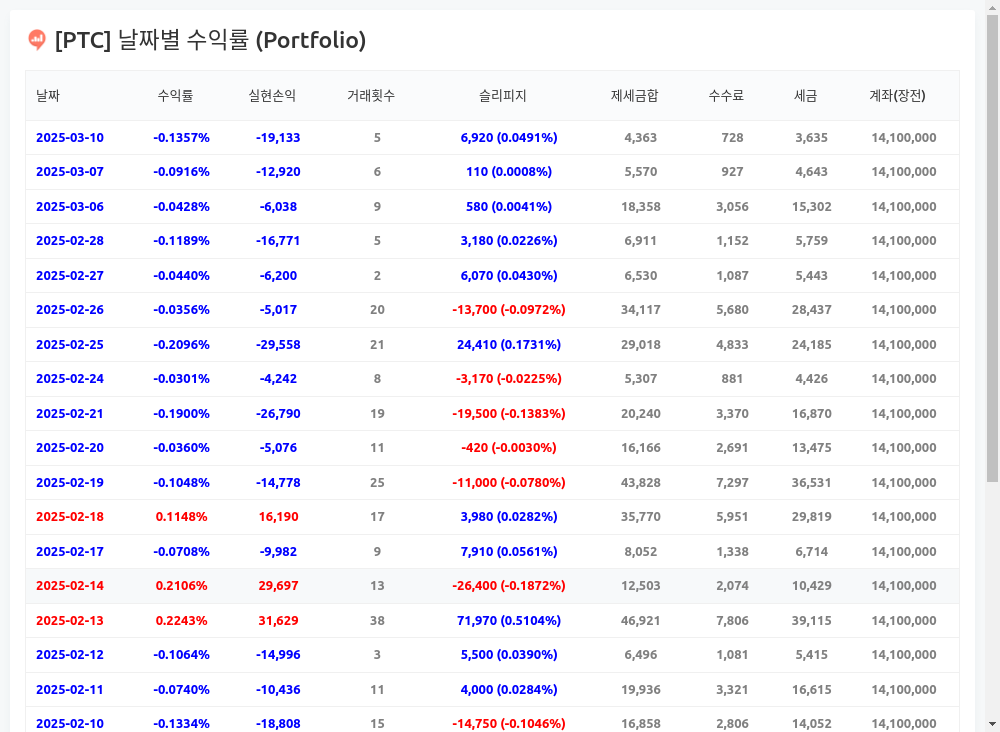 [PTC] 날짜별 수익률 (Portfolio)
날짜 수익률 실현손익 거래횟수 슬리피지 제세금합 수수료 세금 계좌(장전)
2025-03-10 -0.1357% -19,133 5 6,920 (0.0491%) 4,363 728 3,635 14,100,000
2025-03-07 -0.0916% -12,920 6 110 (0.0008%) 5,570 927 4,643 14,100,000
2025-03-06 -0.0428% -6,038 9 580 (0.0041%) 18,358 3,056 15,302 14,100,000
2025-02-28 -0.1189% -16,771 5 3,180 (0.0226%) 6,911 1,152 5,759 14,100,000
2025-02-27 -0.0440% -6,200 2 6,070 (0.0430%) 6,530 1,087 5,443 14,100,000
2025-02-26 -0.0356% -5,017 20 -13,700 (-0.0972%) 34,117 5,680 28,437 14,100,000
2025-02-25 -0.2096% -29,558 21 24,410 (0.1731%) 29,018 4,833 24,185 14,100,000
2025-02-24 -0.0301% -4,242 8 -3,170 (-0.0225%) 5,307 881 4,426 14,100,000
2025-02-21 -0.1900% -26,790 19 -19,500 (-0.1383%) 20,240 3,370 16,870 14,100,000
2025-02-20 -0.0360% -5,076 11 -420 (-0.0030%) 16,166 2,691 13,475 14,100,000
2025-02-19 -0.1048% -14,778 25 -11,000 (-0.0780%) 43,828 7,297 36,531 14,100,000
2025-02-18 0.1148% 16,190 17 3,980 (0.0282%) 35,770 5,951 29,819 14,100,000
2025-02-17 -0.0708% -9,982 9 7,910 (0.0561%) 8,052 1,338 6,714 14,100,000
2025-02-14 0.2106% 29,697 13 -26,400 (-0.1872%) 12,503 2,074 10,429 14,100,000
2025-02-13 0.2243% 31,629 38 71,970 (0.5104%) 46,921 7,806 39,115 14,100,000
2025-02-12 -0.1064% -14,996 3 5,500 (0.0390%) 6,496 1,081 5,415 14,100,000
2025-02-11 -0.0740% -10,436 11 4,000 (0.0284%) 19,936 3,321 16,615 14,100,000
2025-02-10 -0.1334% -18,808 15 -14,750 (-0.1046%) 16,858 2,806 14,052 14,100,000